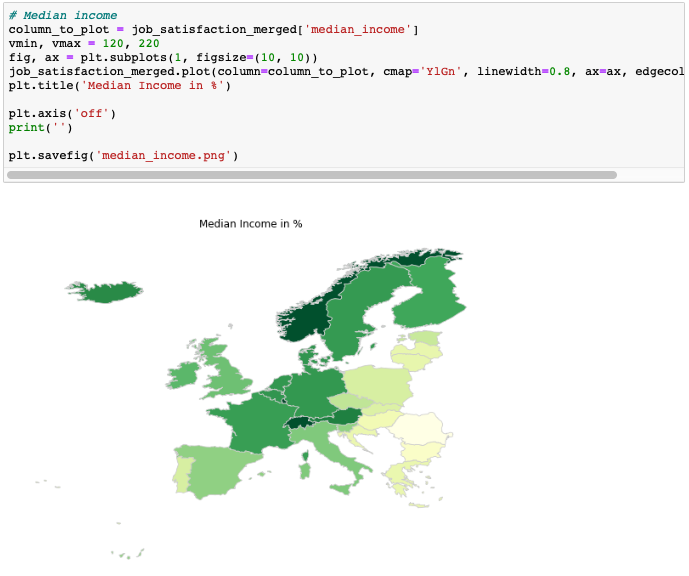 # Median income
column_to_plot = job_satisfaction_merged['median_income']
vmin, vmax = 120, 220
fig, ax = plt.subplots(1, figsize=(10, 10))
job_satisfaction_merged.plot(column=column_to_plot, cmap='YlGn', linewidth=0.8, ax=ax, edgecol
plt.title('Median Income in %')
plt.axis('off')
print('')
plt.savefig('median_income.png')
Median Income in %